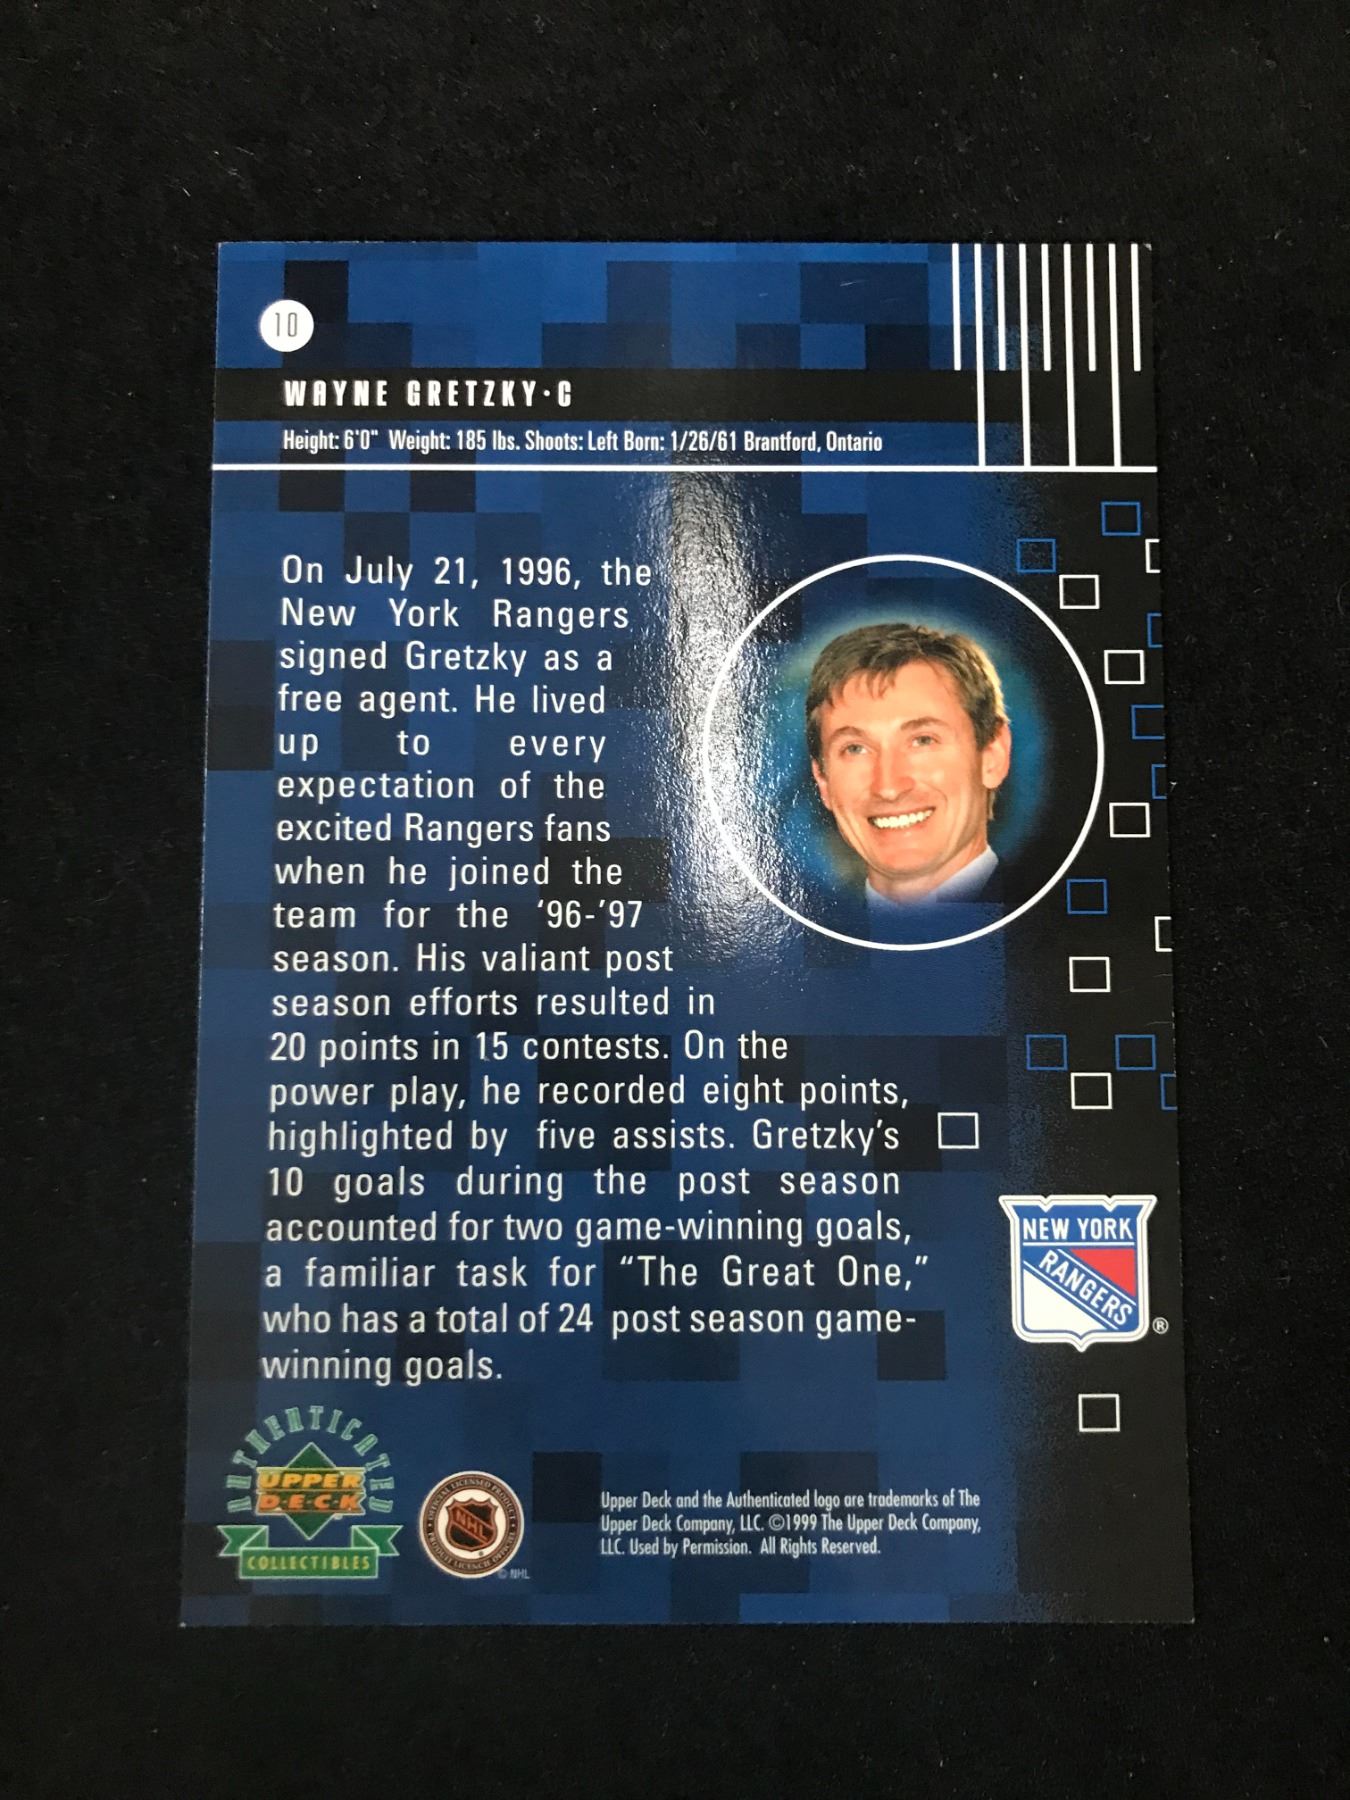 10
WAYNE GRETZKY·C
Height: 6'0" Weight: 185 lbs. Shoots: Left Born: 1/26/61 Brantford, Ontario
On July 21, 1996, the
New York Rangers
signed Gretzky as a
free agent. He lived
up to every
expectation of the
excited Rangers fans
when he joined the
team for the ‘96-’97
season. His valiant post
season efforts resulted in
20 points in 15 contests. On the
power play, he recorded eight points,
highlighted by five assists. Gretzky’s
10 goals during the post season
accounted for two game-winning goals,
a familiar task for “The Great One,”
who has a total of 24 post season game-
winning goals.
NEW YORK
RANGERS
®
AUTHENTICATED
UPPER
D·E·C·K
COLLECTIBLES
OFFICIAL LICENSED PRODUCT
NHL
PRODUIT LICENCIE OFFICIEL
© NHL
Upper Deck and the Authenticated logo are trademarks of The
Upper Deck Company, LLC. ©1999 The Upper Deck Company,
LLC. Used by Permission. All Rights Reserved.